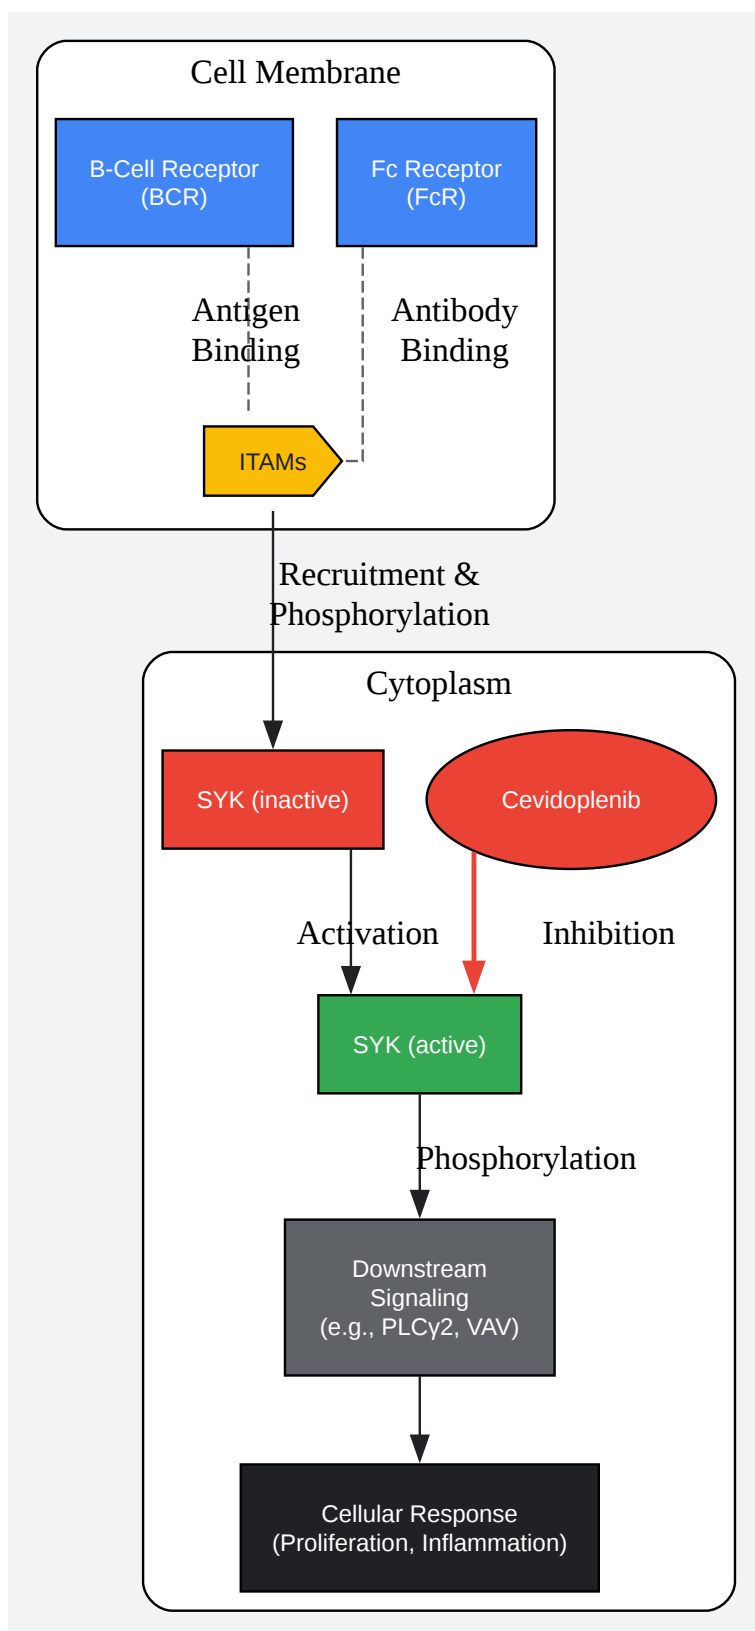 Cell Membrane
B-Cell Receptor
(BCR)
Fc Receptor
(FcR)
Antigen
Binding
Antibody
Binding
ITAMs
Recruitment &
Phosphorylation
Cytoplasm
SYK (inactive)
Cevidoplenib
Activation
Inhibition
SYK (active)
Phosphorylation
Downstream
Signaling
(e.g., PLCγ2, VAV)
Cellular Response
(Proliferation, Inflammation)